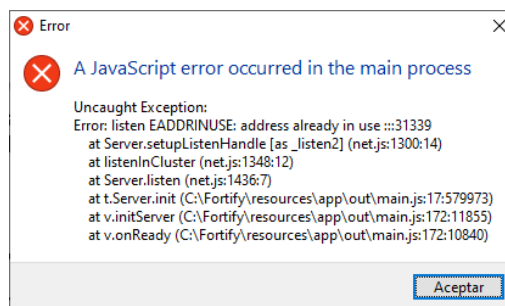 Error
A JavaScript error occurred in the main process
Uncaught Exception:
Error: listen EADDRINUSE: address already in use :::31339
at Server.setupListenHandle [as _listen2] (net.js:1300:14)
at listenInCluster (net.js:1348:12)
at Server.listen (net.js:1436:7)
at t.Server.init (C:\Fortify\resources\app\out\main.js:17:579973)
at v.initServer (C:\Fortify\resources\app\out\main.js:172:11855)
at v.onReady (C:\Fortify\resources\app\out\main.js:172:10840)
Aceptar